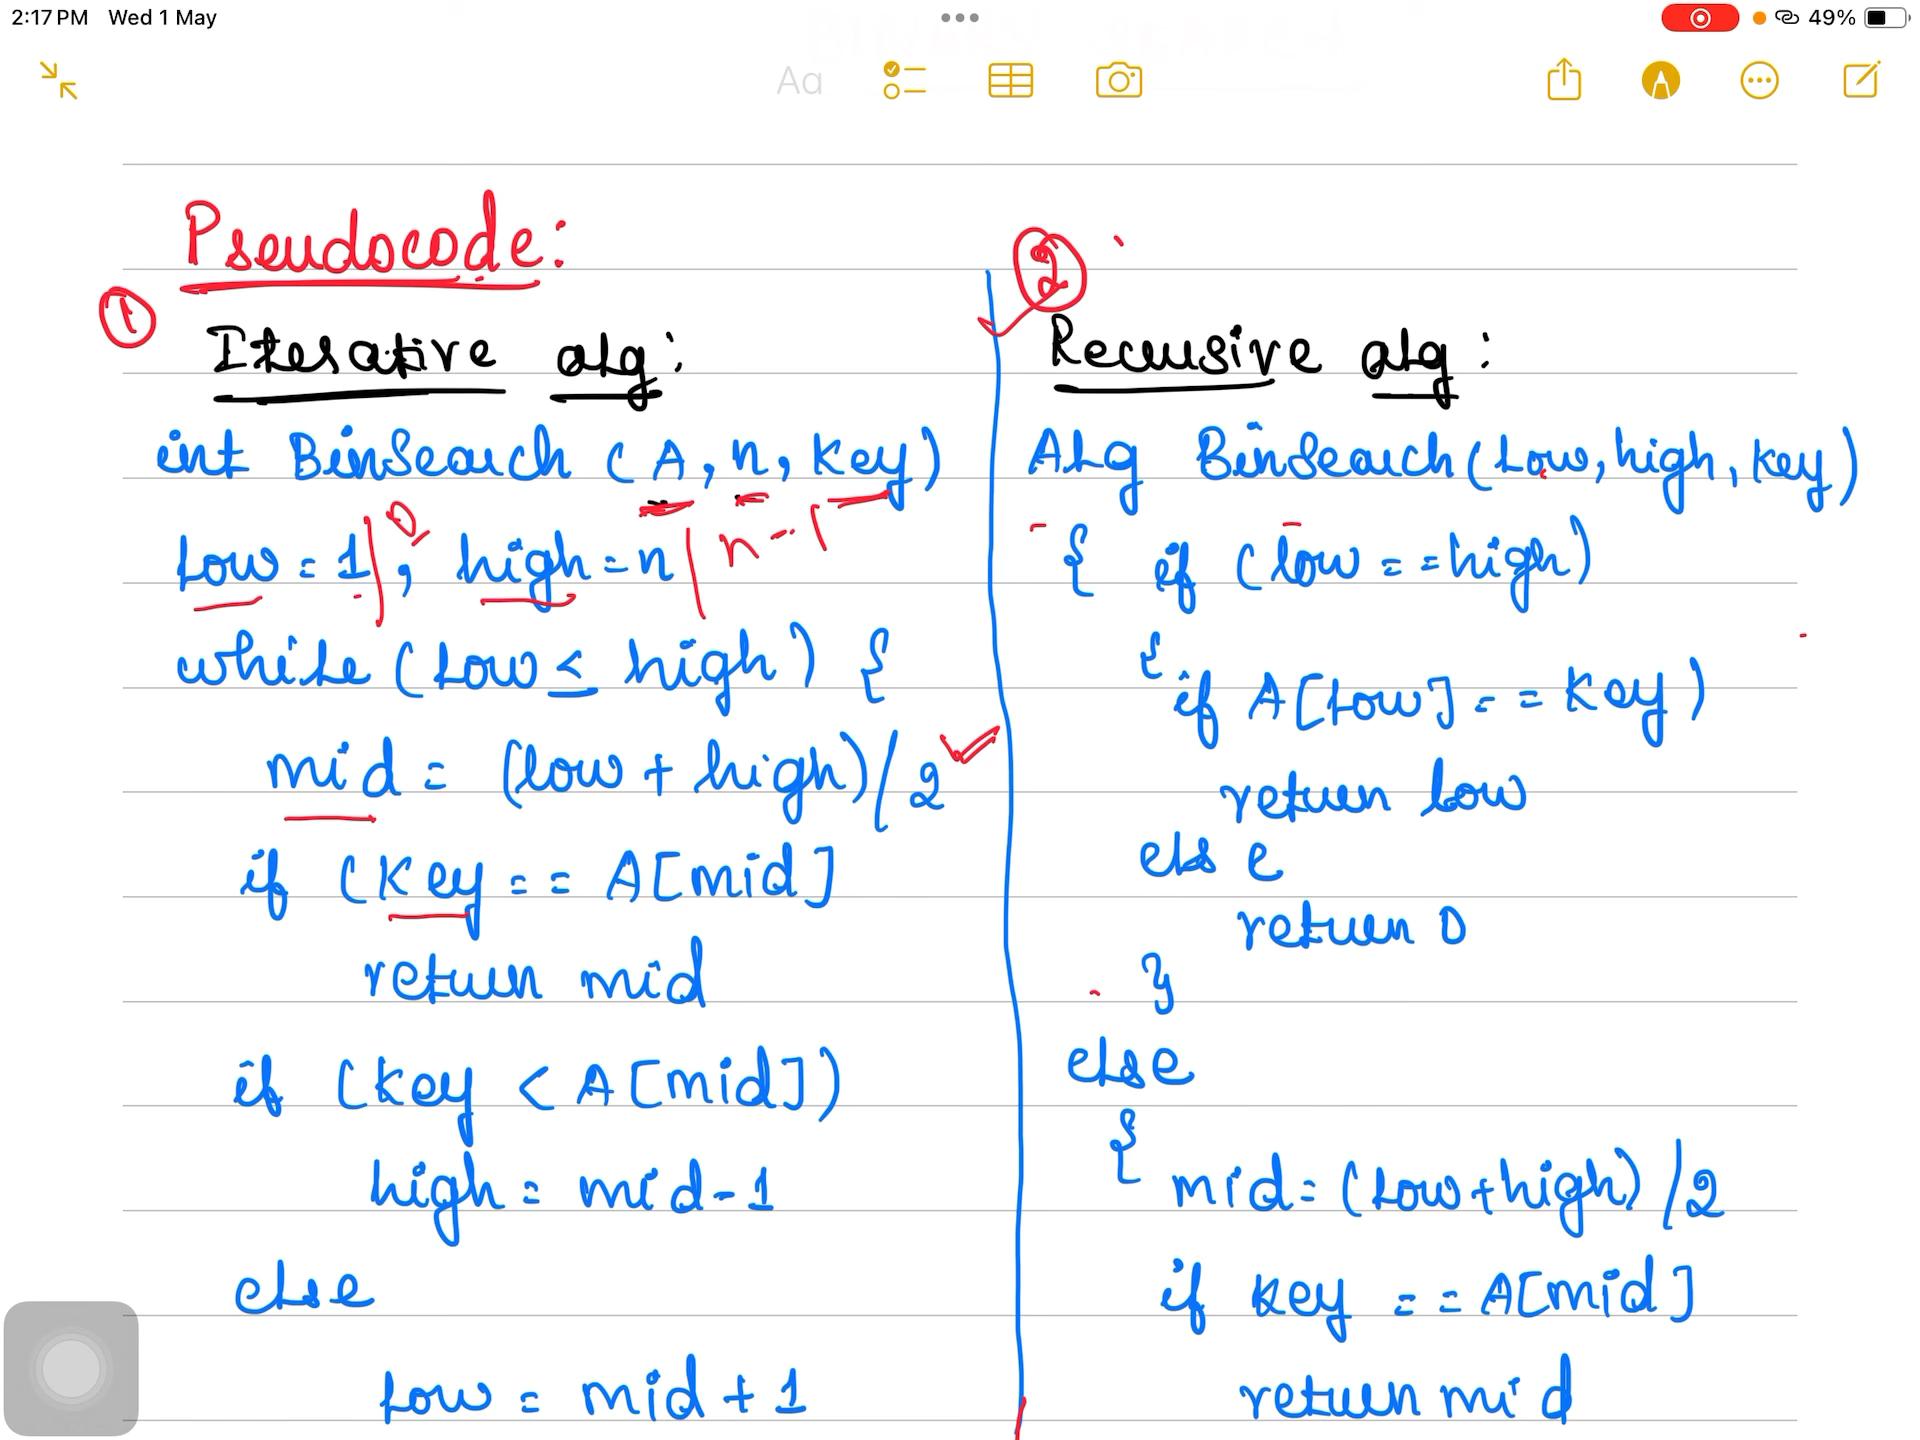 2:17 PM Wed 1 May
49%
Aa
Pseudocode:
1
Iterative alg:
int BinSearch (A, n, Key)
low = 1 | 0 ; high = n | n-1
while (low ≤ high) {
mid = (low + high)/2
if (Key == A[mid]
return mid
if (Key < A[mid])
high = mid-1
else
low = mid + 1
2
Recursive alg:
Alg BinSearch (low, high, key)
{ if (low == high)
{ if A[low] == Key)
return low
else
return 0
}
else
{ mid = (low+high)/2
if key == A[mid]
return mid